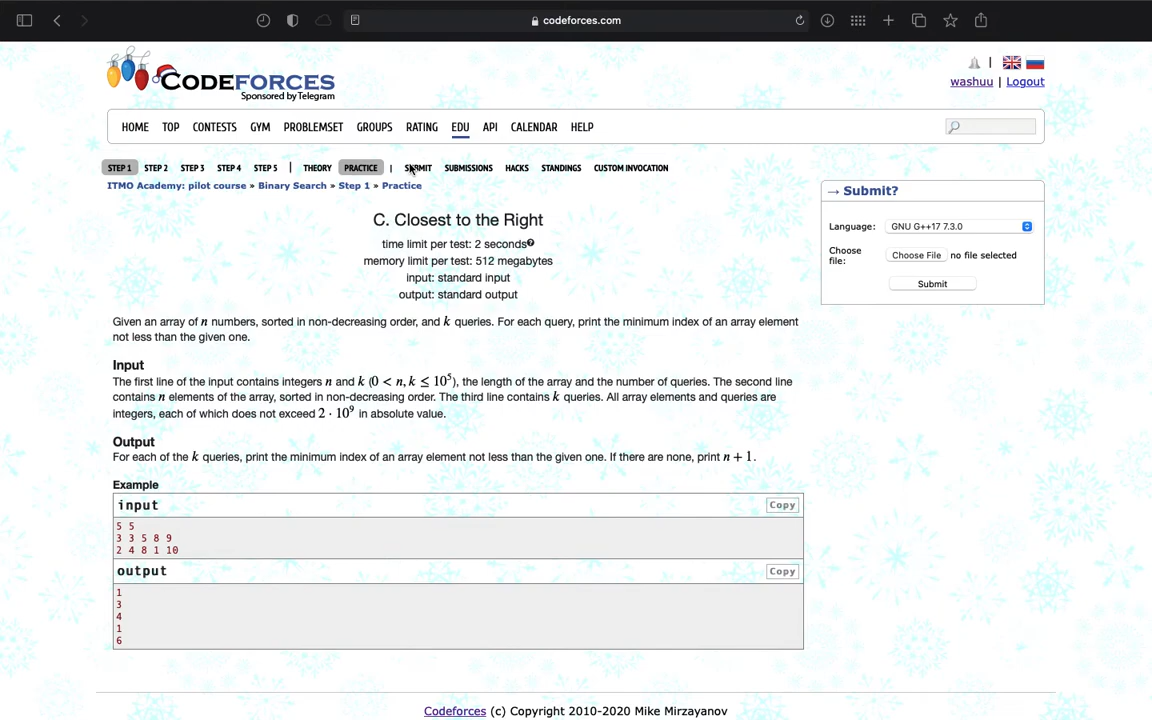 codeforces.com
CODEFORCES
Sponsored by Telegram
washuu | Logout
HOME TOP CONTESTS GYM PROBLEMSET GROUPS RATING EDU API CALENDAR HELP
STEP 1 STEP 2 STEP 3 STEP 4 STEP 5 | THEORY PRACTICE | SUBMIT SUBMISSIONS HACKS STANDINGS CUSTOM INVOCATION
ITMO Academy: pilot course » Binary Search » Step 1 » Practice
C. Closest to the Right
time limit per test: 2 seconds?
memory limit per test: 512 megabytes
input: standard input
output: standard output
Given an array of n numbers, sorted in non-decreasing order, and k queries. For each query, print the minimum index of an array element
not less than the given one.
Input
The first line of the input contains integers n and k (0 < n, k ≤ 10⁵), the length of the array and the number of queries. The second line
contains n elements of the array, sorted in non-decreasing order. The third line contains k queries. All array elements and queries are
integers, each of which does not exceed 2 · 10⁹ in absolute value.
Output
For each of the k queries, print the minimum index of an array element not less than the given one. If there are none, print n + 1.
Example
input Copy
5 5
3 3 5 8 9
2 4 8 1 10
output Copy
1
3
4
1
6
→ Submit?
Language: GNU G++17 7.3.0
Choose
file: Choose File no file selected
Submit
Codeforces (c) Copyright 2010-2020 Mike Mirzayanov